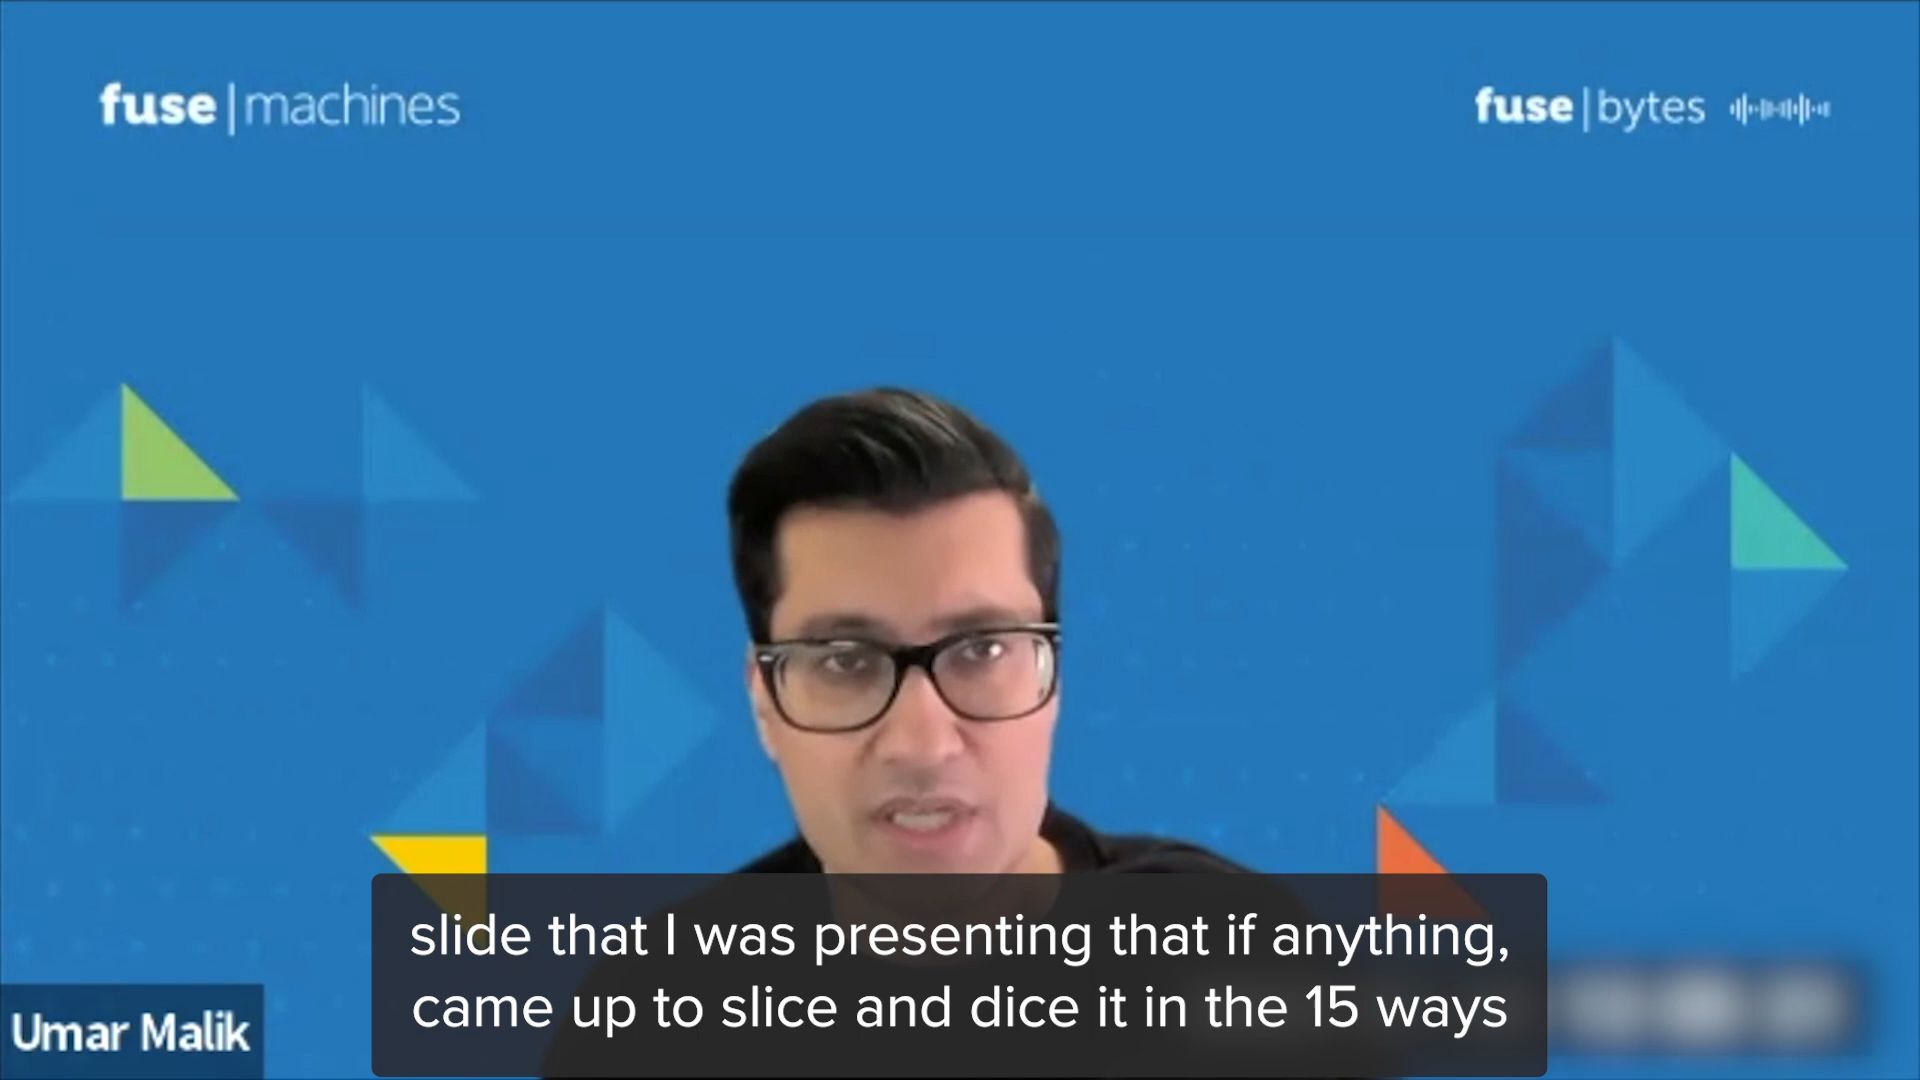 fuse|machines
fuse|bytes
slide that I was presenting that if anything,
came up to slice and dice it in the 15 ways
Umar Malik